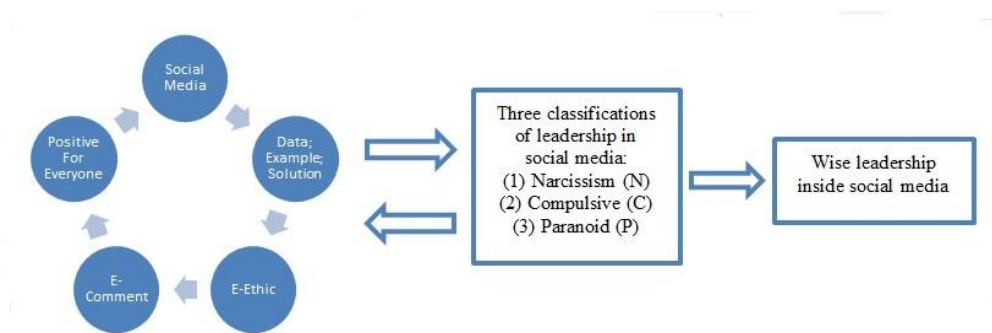 Social
Media
Data;
Example;
Solution
E-Ethic
E-
Comment
Positive
For
Everyone
Three classifications
of leadership in
social media:
(1) Narcissism (N)
(2) Compulsive (C)
(3) Paranoid (P)
Wise leadership
inside social media